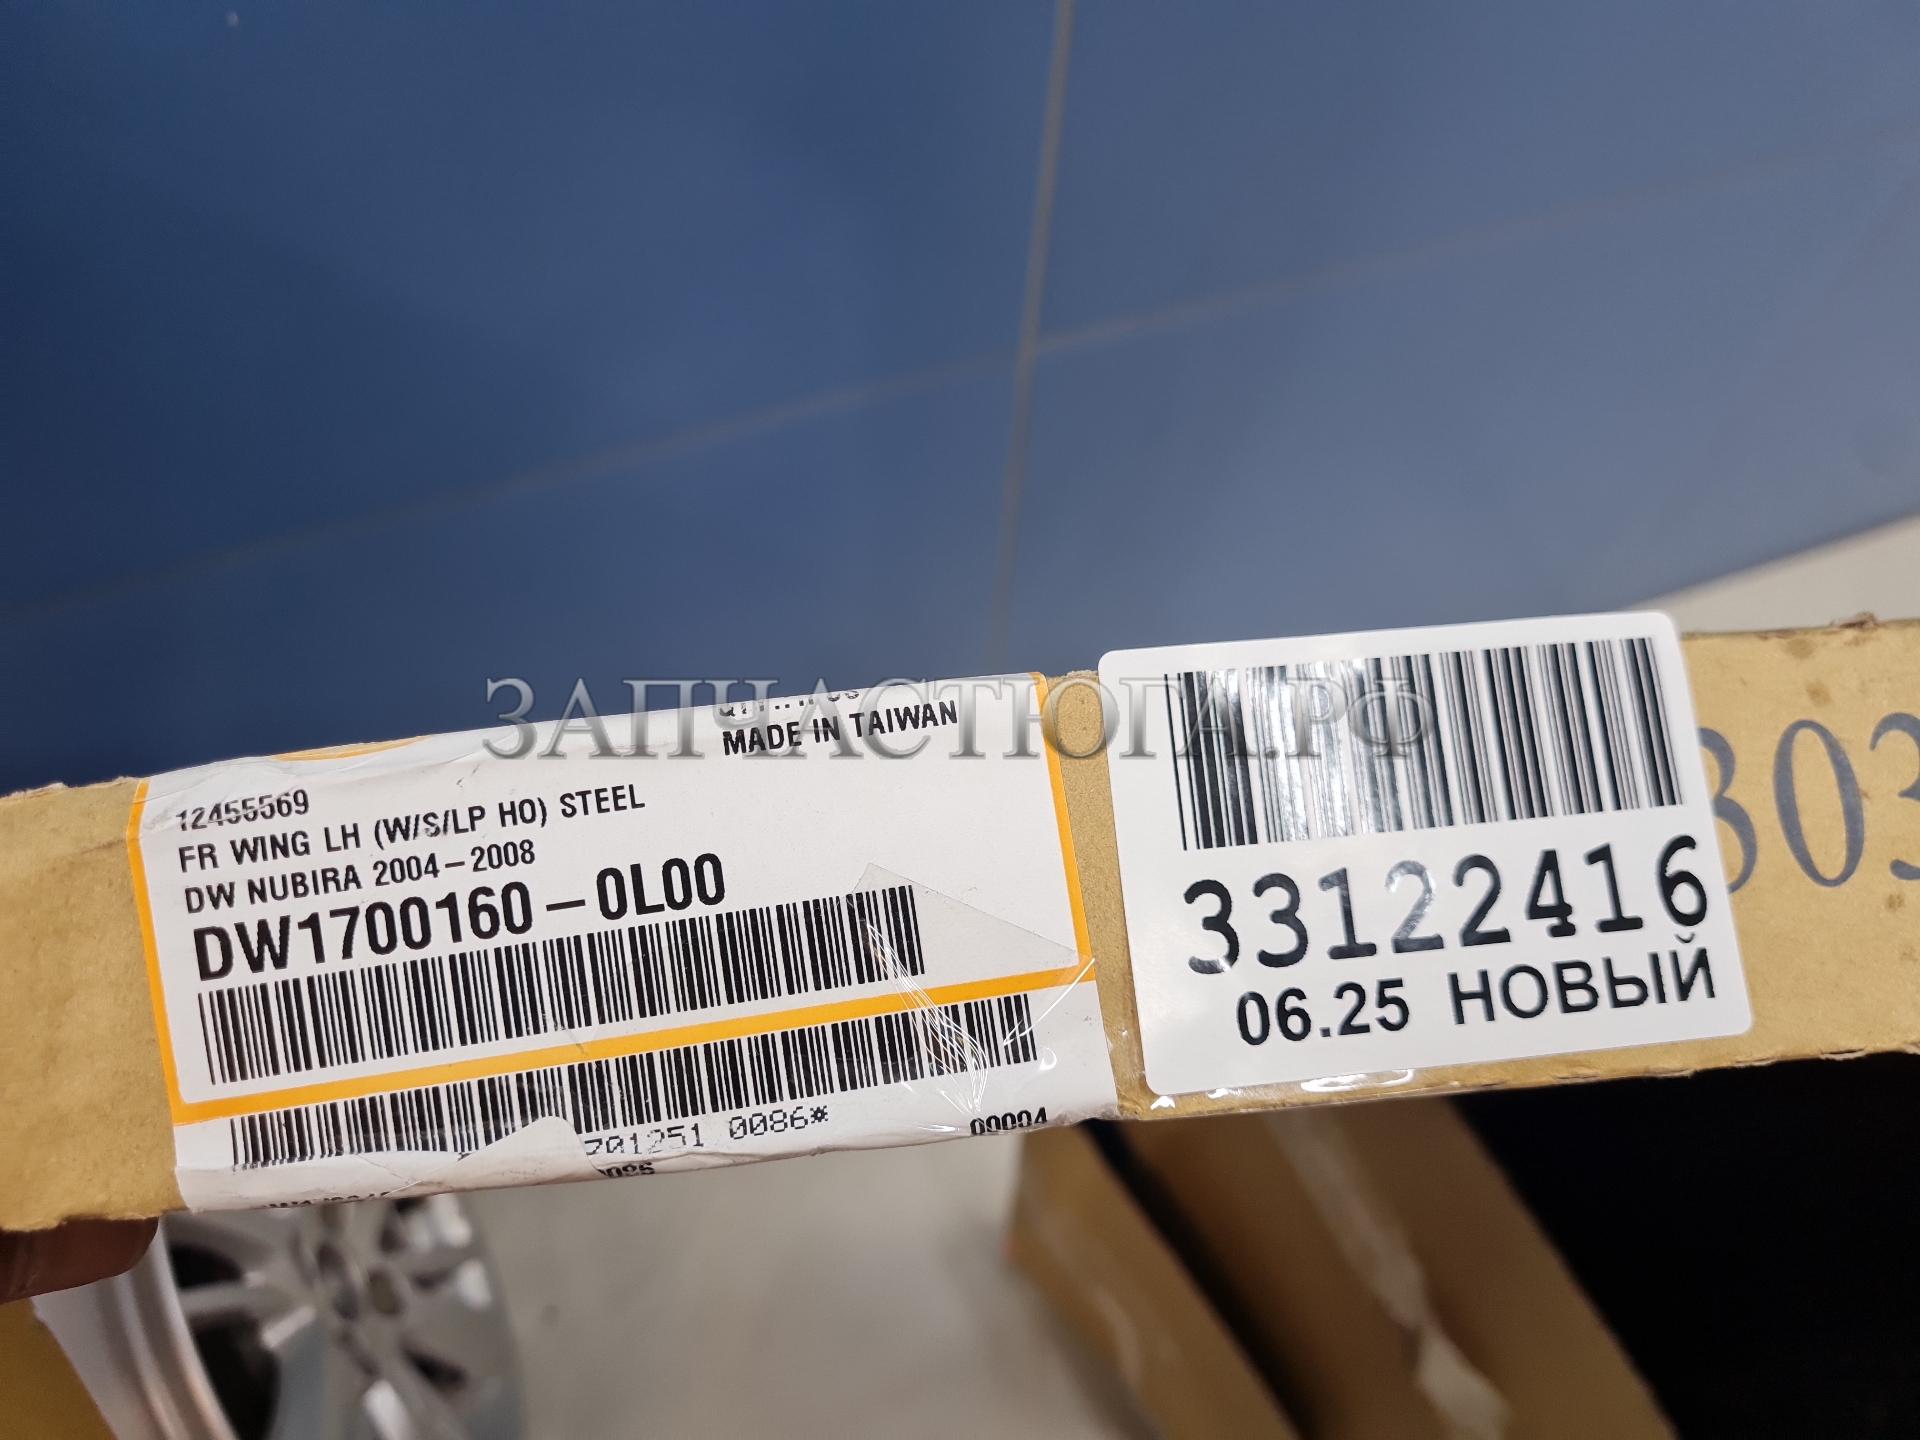 ЗАПЧАСТЮГА.РФ
MADE IN TAIWAN
12455569
FR WING LH (W/S/LP HO) STEEL
DW NUBIRA 2004-2008
DW1700160-0L00
701251 0086*
00004
33122416
06.25 НОВЫЙ
303